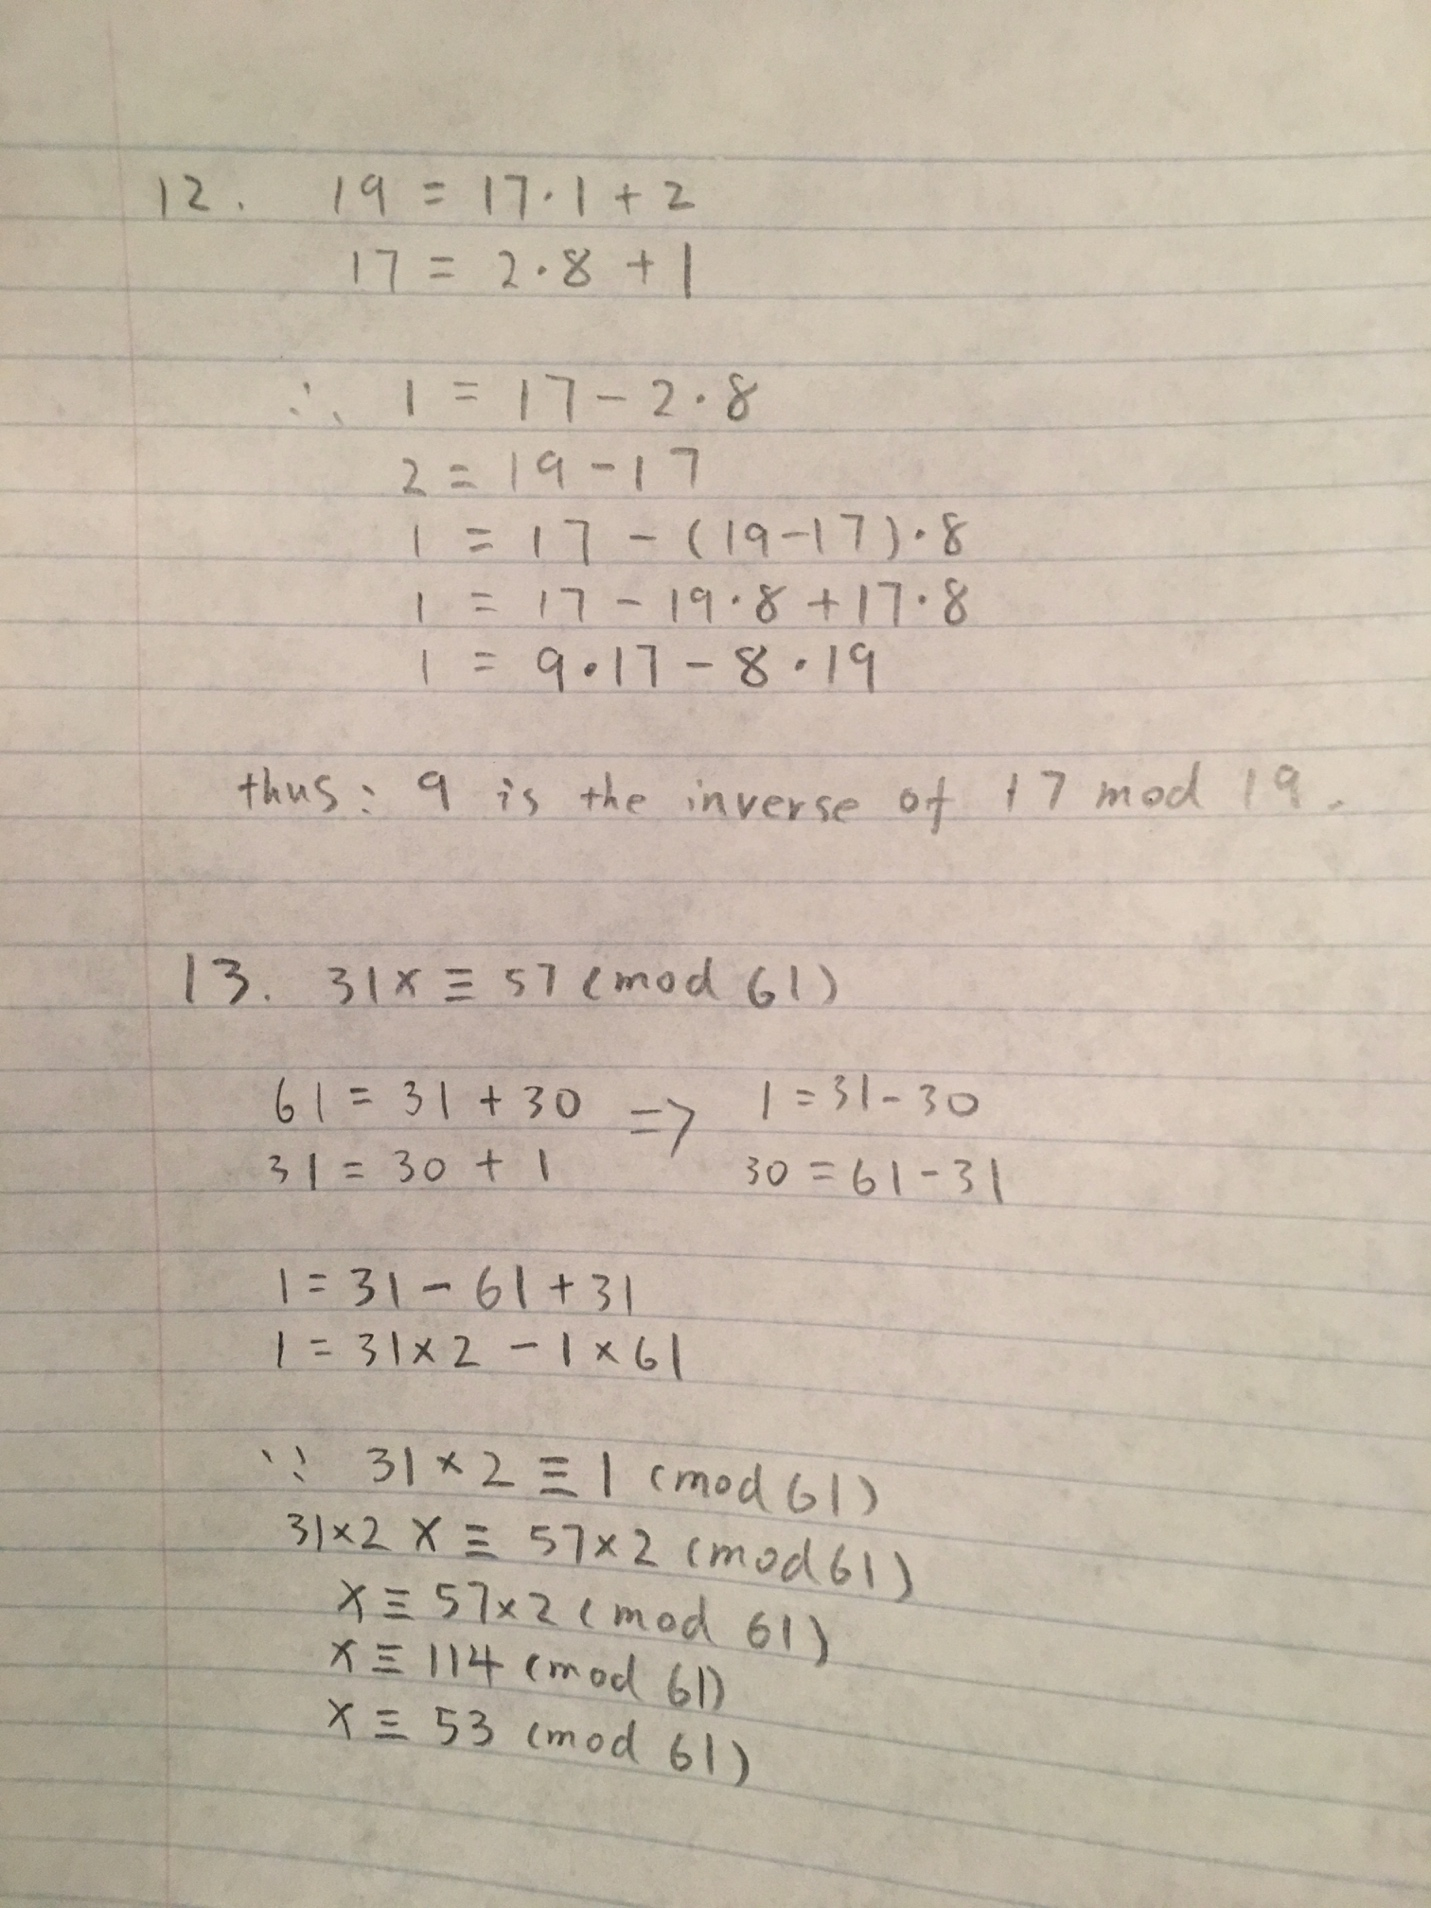 12. 19 = 17·1 + 2
17 = 2·8 + 1
∴ 1 = 17 - 2·8
2 = 19 - 17
1 = 17 - (19-17)·8
1 = 17 - 19·8 + 17·8
1 = 9·17 - 8·19
thus: 9 is the inverse of 17 mod 19.
13. 31x ≡ 57 (mod 61)
61 = 31 + 30 => 1 = 31 - 30
31 = 30 + 1 30 = 61 - 31
1 = 31 - 61 + 31
1 = 31×2 - 1×61
∵ 31×2 ≡ 1 (mod 61)
31×2 x ≡ 57×2 (mod 61)
x ≡ 57×2 (mod 61)
x ≡ 114 (mod 61)
x ≡ 53 (mod 61)